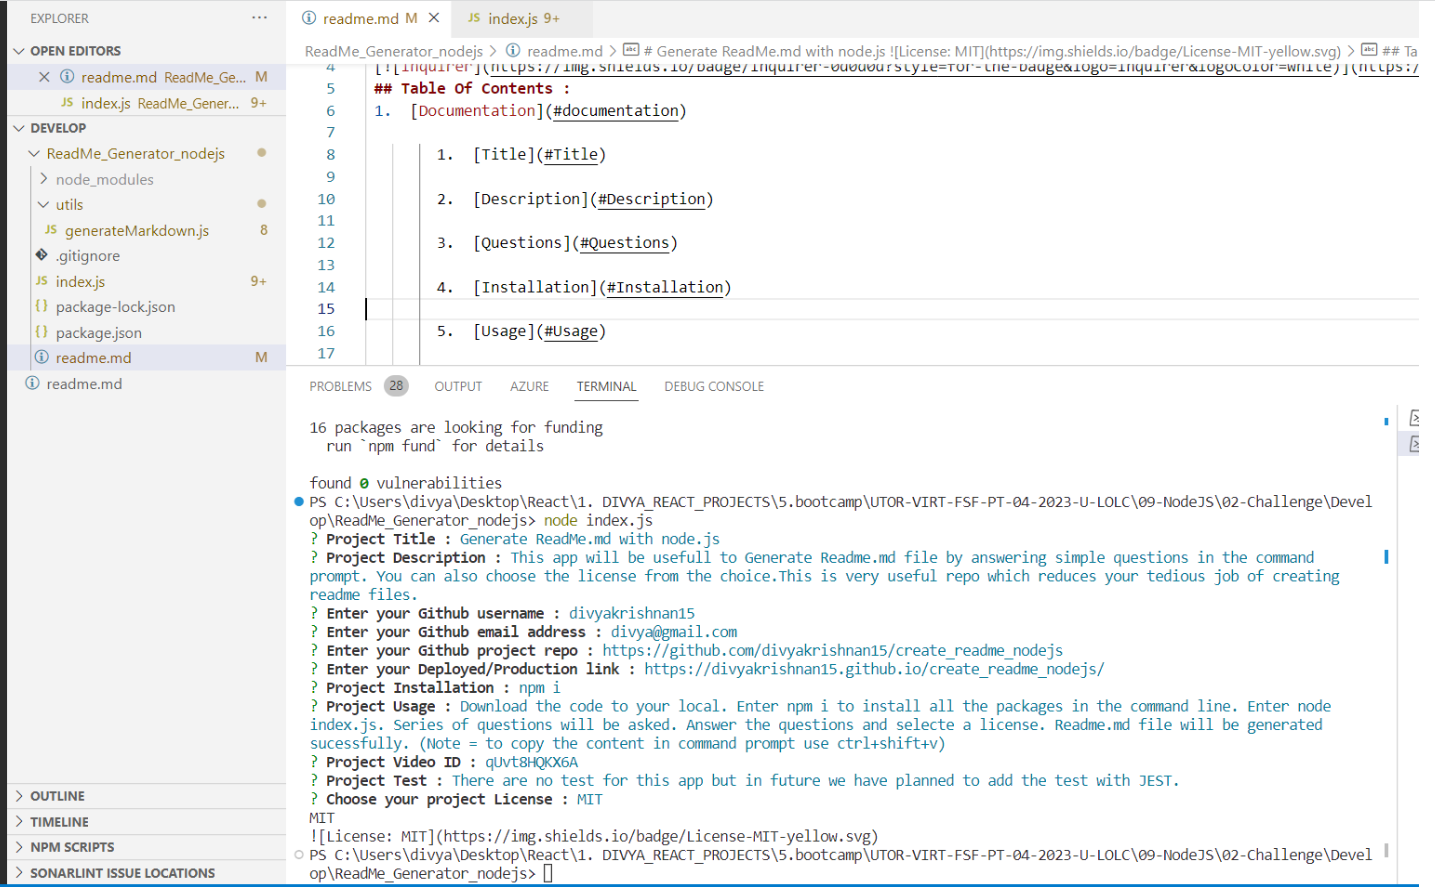 EXPLORER
OPEN EDITORS
readme.md ReadMe_Ge... M
JS index.js ReadMe_Gener... 9+
DEVELOP
ReadMe_Generator_nodejs
node_modules
utils
JS generateMarkdown.js 8
.gitignore
JS index.js 9+
{} package-lock.json
{} package.json
readme.md M
readme.md
OUTLINE
TIMELINE
NPM SCRIPTS
SONARLINT ISSUE LOCATIONS
readme.md M
JS index.js 9+
ReadMe_Generator_nodejs > readme.md > # Generate ReadMe.md with node.js ![License: MIT](https://img.shields.io/badge/License-MIT-yellow.svg) > ## Ta
4 [![Inquirer](https://img.shields.io/badge/inquirer-0d0d0d?style=for-the-badge&logo=inquirer&logoColor=white)](https:/
5 ## Table Of Contents :
6 1. [Documentation](#documentation)
7
8 1. [Title](#Title)
9
10 2. [Description](#Description)
11
12 3. [Questions](#Questions)
13
14 4. [Installation](#Installation)
15
16 5. [Usage](#Usage)
17
PROBLEMS 28 OUTPUT AZURE TERMINAL DEBUG CONSOLE
16 packages are looking for funding
run `npm fund` for details
found 0 vulnerabilities
PS C:\Users\divya\Desktop\React\1. DIVYA_REACT_PROJECTS\5.bootcamp\UTOR-VIRT-FSF-PT-04-2023-U-LOLC\09-NodeJS\02-Challenge\Devel
op\ReadMe_Generator_nodejs> node index.js
? Project Title : Generate ReadMe.md with node.js
? Project Description : This app will be usefull to Generate Readme.md file by answering simple questions in the command
prompt. You can also choose the license from the choice.This is very useful repo which reduces your tedious job of creating
readme files.
? Enter your Github username : divyakrishnan15
? Enter your Github email address : divya@gmail.com
? Enter your Github project repo : https://github.com/divyakrishnan15/create_readme_nodejs
? Enter your Deployed/Production link : https://divyakrishnan15.github.io/create_readme_nodejs/
? Project Installation : npm i
? Project Usage : Download the code to your local. Enter npm i to install all the packages in the command line. Enter node
index.js. Series of questions will be asked. Answer the questions and selecte a license. Readme.md file will be generated
sucessfully. (Note = to copy the content in command prompt use ctrl+shift+v)
? Project Video ID : qUvt8HQKX6A
? Project Test : There are no test for this app but in future we have planned to add the test with JEST.
? Choose your project License : MIT
MIT
![License: MIT](https://img.shields.io/badge/License-MIT-yellow.svg)
PS C:\Users\divya\Desktop\React\1. DIVYA_REACT_PROJECTS\5.bootcamp\UTOR-VIRT-FSF-PT-04-2023-U-LOLC\09-NodeJS\02-Challenge\Devel
op\ReadMe_Generator_nodejs>